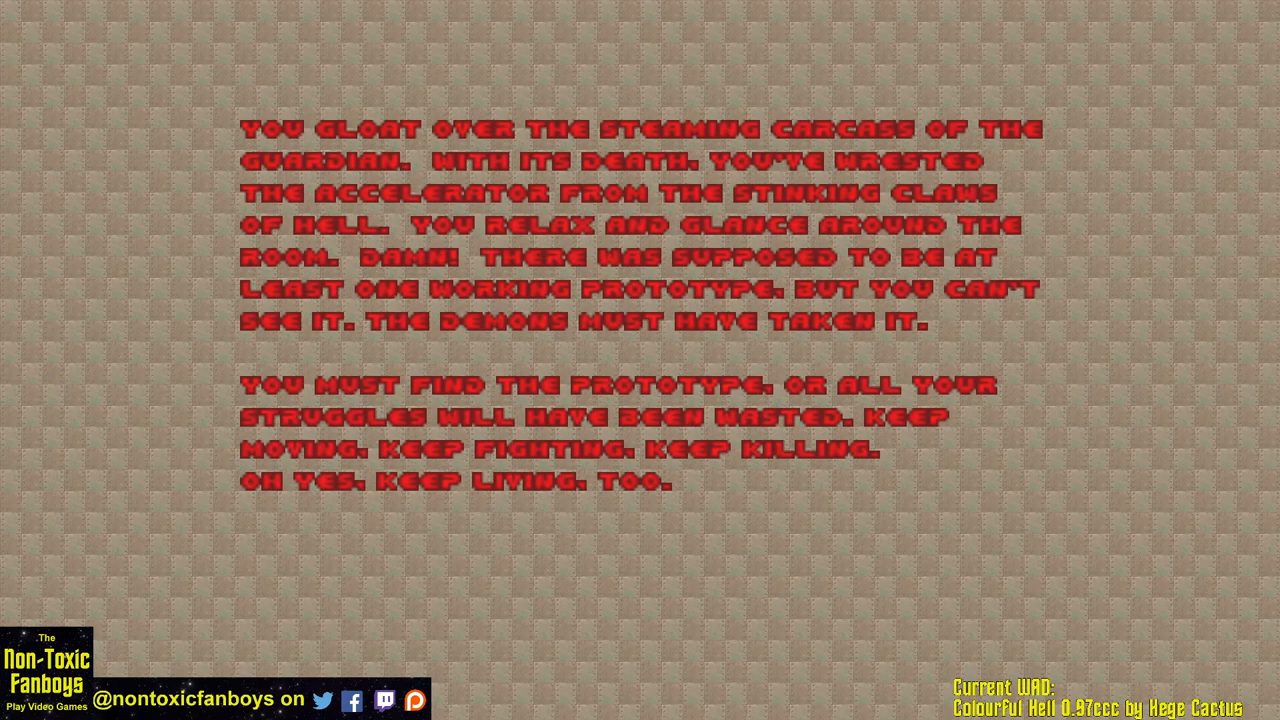 YOU GLOAT OVER THE STEAMING CARCASS OF THE
GUARDIAN.  WITH ITS DEATH, YOU'VE WRESTED
THE ACCELERATOR FROM THE STINKING CLAWS
OF HELL.  YOU RELAX AND GLANCE AROUND THE
ROOM.  DAMN!  THERE WAS SUPPOSED TO BE AT
LEAST ONE WORKING PROTOTYPE, BUT YOU CAN'T
SEE IT. THE DEMONS MUST HAVE TAKEN IT.
YOU MUST FIND THE PROTOTYPE, OR ALL YOUR
STRUGGLES WILL HAVE BEEN WASTED. KEEP
MOVING, KEEP FIGHTING, KEEP KILLING.
OH YES, KEEP LIVING, TOO.
The
Non-Toxic
Fanboys
Play Video Games
@nontoxicfanboys on
Current WAD:
Colourful Hell 0.97ccc by Hege Cactus